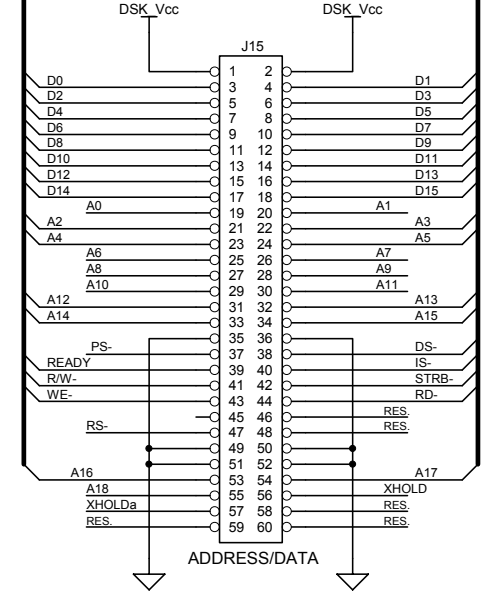 DSK_Vcc DSK_Vcc
J15
1 2
D0 3 4 D1
D2 5 6 D3
D4 7 8 D5
D6 9 10 D7
D8 11 12 D9
D10 13 14 D11
D12 15 16 D13
D14 17 18 D15
A0 19 20 A1
A2 21 22 A3
A4 23 24 A5
A6 25 26 A7
A8 27 28 A9
A10 29 30 A11
A12 31 32 A13
A14 33 34 A15
35 36
PS- 37 38 DS-
READY 39 40 IS-
R/W- 41 42 STRB-
WE- 43 44 RD-
45 46 RES.
RS- 47 48 RES.
49 50
51 52
A16 53 54 A17
A18 55 56 XHOLD
XHOLDa 57 58 RES.
RES. 59 60 RES.
ADDRESS/DATA